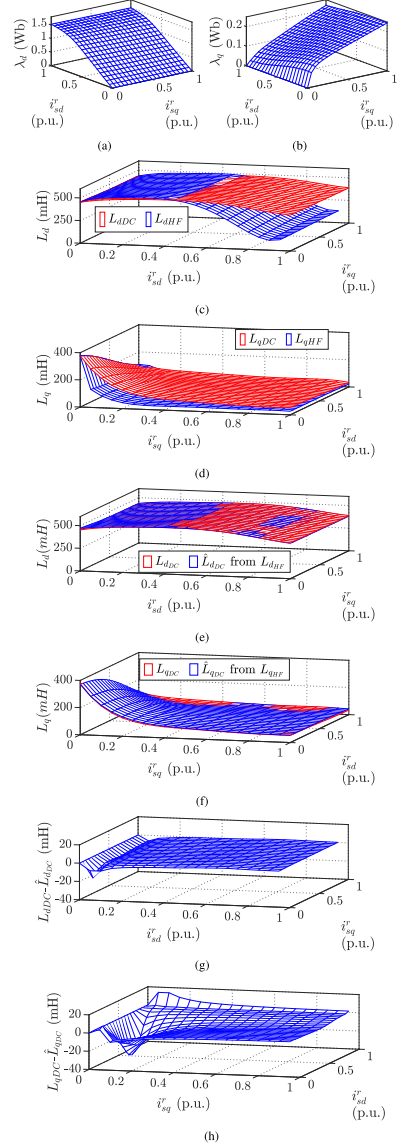 λd (Wb)
1.5
1
0.5
0
1
0
0
1
i^r_sd
(p.u.)
i^r_sq
(p.u.)
(a)
λq (Wb)
0.2
0.1
0
1
0
0
1
i^r_sd
(p.u.)
i^r_sq
(p.u.)
(b)
Ld (mH)
500
250
0
LdDC LdHF
0 0.2 0.4 0.6 0.8 1
0 0.5 1
i^r_sd (p.u.)
i^r_sq
(p.u.)
(c)
Lq (mH)
400
200
0
LqDC LqHF
0 0.2 0.4 0.6 0.8 1
0 0.5 1
i^r_sq (p.u.)
i^r_sd
(p.u.)
(d)
Ld(mH)
500
250
0
LdDC L̂dDC from LdHF
0 0.2 0.4 0.6 0.8 1
0 0.5 1
i^r_sd (p.u.)
i^r_sq
(p.u.)
(e)
Lq(mH)
400
200
0
LqDC L̂qDC from LqHF
0 0.2 0.4 0.6 0.8 1
0 0.5 1
i^r_sq (p.u.)
i^r_sd
(p.u.)
(f)
LdDC-L̂dDC (mH)
20
0
-20
-40
0 0.2 0.4 0.6 0.8 1
0 0.5 1
i^r_sd (p.u.)
i^r_sq
(p.u.)
(g)
LqDC-L̂qDC (mH)
20
0
-20
-40
0 0.2 0.4 0.6 0.8 1
0 0.5 1
i^r_sq (p.u.)
i^r_sd
(p.u.)
(h)